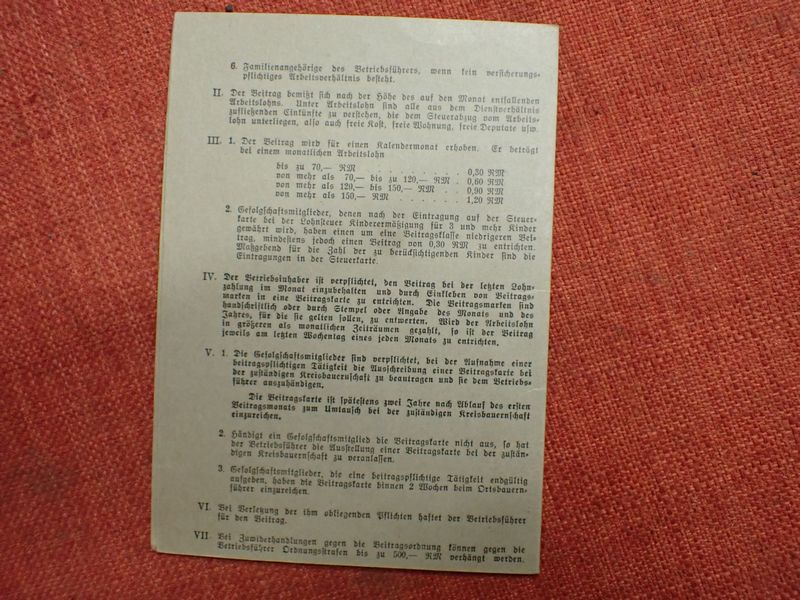 6. Familienangehörige des Betriebsführers, wenn kein versicherungs-
pflichtiges Arbeitsverhältnis besteht.
II. Der Beitrag bemißt sich nach der Höhe des auf den Monat entfallenden
Arbeitslohns. Unter Arbeitslohn sind alle aus dem Dienstverhältnis
zufließenden Einkünfte zu verstehen, die dem Steuerabzug vom Arbeits-
lohn unterliegen, also auch freie Kost, freie Wohnung, freie Deputate usw.
III. 1. Der Beitrag wird für einen Kalendermonat erhoben. Er beträgt
bei einem monatlichen Arbeitslohn
bis zu 70,— RM . . . . . . . . . . 0,30 RM
von mehr als 70,— bis zu 120,— RM . 0,60 RM
von mehr als 120,— bis 150,— RM . . 0,90 RM
von mehr als 150,— RM . . . . . . . 1,20 RM
2. Gefolgschaftsmitglieder, denen nach der Eintragung auf der Steuer-
karte bei der Lohnsteuer Kinderermäßigung für 3 und mehr Kinder
gewährt wird, haben einen um eine Beitragsklasse niedrigeren Bei-
trag, mindestens jedoch einen Beitrag von 0,30 RM zu entrichten.
Maßgebend für die Zahl der zu berücksichtigenden Kinder sind die
Eintragungen in der Steuerkarte.
IV. Der Betriebsinhaber ist verpflichtet, den Beitrag bei der letzten Lohn-
zahlung im Monat einzubehalten und durch Einkleben von Beitrags-
marken in eine Beitragskarte zu entrichten. Die Beitragsmarken sind
handschriftlich oder durch Stempel oder Angabe des Monats und des
Jahres, für die sie gelten sollen, zu entwerten. Wird der Arbeitslohn
in größeren als monatlichen Zeiträumen gezahlt, so ist der Beitrag
jeweils am letzten Wochentag eines jeden Monats zu entrichten.
V. 1. Die Gefolgschaftsmitglieder sind verpflichtet, bei der Aufnahme einer
beitragspflichtigen Tätigkeit die Ausschreibung einer Beitragskarte bei
der zuständigen Kreisbauernschaft zu beantragen und sie dem Betriebs-
führer auszuhändigen.
Die Beitragskarte ist spätestens zwei Jahre nach Ablauf des ersten
Beitragsmonats zum Umtausch bei der zuständigen Kreisbauernschaft
einzureichen.
2. Händigt ein Gefolgschaftsmitglied die Beitragskarte nicht aus, so hat
der Betriebsführer die Ausstellung einer Beitragskarte bei der zustän-
digen Kreisbauernschaft zu veranlassen.
3. Gefolgschaftsmitglieder, die eine beitragspflichtige Tätigkeit endgültig
aufgeben, haben die Beitragskarte binnen 2 Wochen beim Ortsbauern-
führer einzureichen.
VI. Bei Verletzung der ihm obliegenden Pflichten haftet der Betriebsführer
für den Beitrag.
VII. Bei Zuwiderhandlungen gegen die Beitragsordnung können gegen die
Betriebsführer Ordnungsstrafen bis zu 500,— RM verhängt werden.